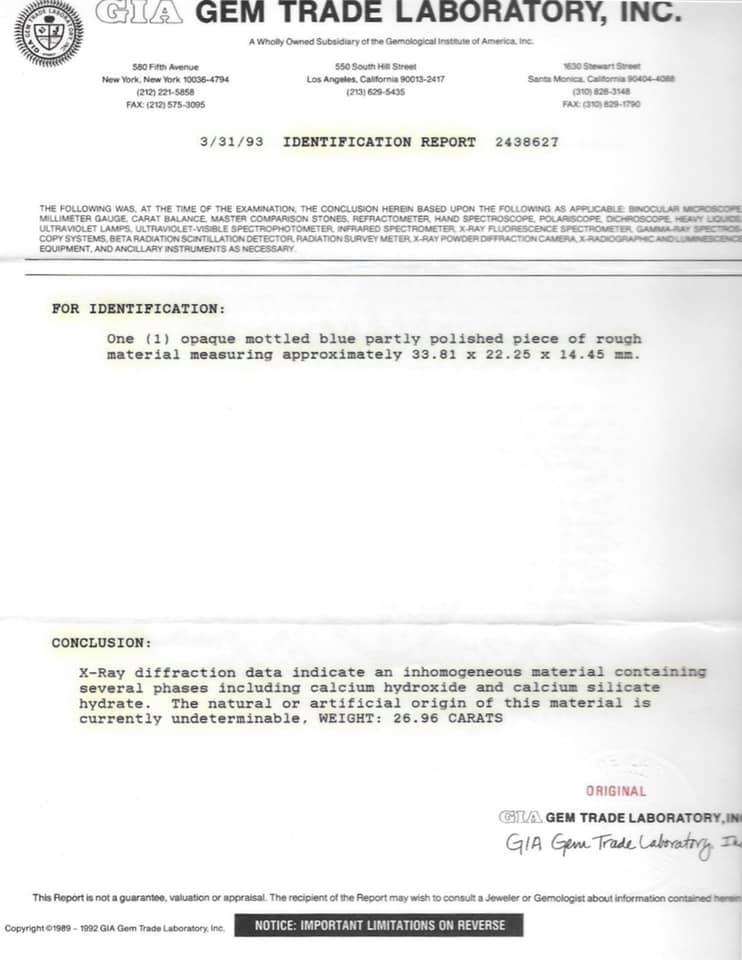 GIA GEM TRADE LABORATORY, INC.
A Wholly Owned Subsidiary of the Gemological Institute of America, Inc.
580 Fifth Avenue
New York, New York 10036-4794
(212) 221-5858
FAX: (212) 575-3095
550 South Hill Street
Los Angeles, California 90013-2417
(213) 629-5435
1630 Stewart Street
Santa Monica, California 90404-4088
(310) 828-3148
FAX: (310) 829-1790
3/31/93 IDENTIFICATION REPORT 2438627
THE FOLLOWING WAS, AT THE TIME OF THE EXAMINATION, THE CONCLUSION HEREIN BASED UPON THE FOLLOWING AS APPLICABLE: BINOCULAR MICROSCOPE,
MILLIMETER GAUGE, CARAT BALANCE, MASTER COMPARISON STONES, REFRACTOMETER, HAND SPECTROSCOPE, POLARISCOPE, DICHROSCOPE, HEAVY LIQUIDS,
ULTRAVIOLET LAMPS, ULTRAVIOLET-VISIBLE SPECTROPHOTOMETER, INFRARED SPECTROMETER, X-RAY FLUORESCENCE SPECTROMETER, GAMMA-RAY SPECTROS-
COPY SYSTEMS, BETA RADIATION SCINTILLATION DETECTOR, RADIATION SURVEY METER, X-RAY POWDER DIFFRACTION CAMERA, X-RADIOGRAPHIC AND LUMINESCENCE
EQUIPMENT, AND ANCILLARY INSTRUMENTS AS NECESSARY.
FOR IDENTIFICATION:
One (1) opaque mottled blue partly polished piece of rough
material measuring approximately 33.81 x 22.25 x 14.45 mm.
CONCLUSION:
X-Ray diffraction data indicate an inhomogeneous material containing
several phases including calcium hydroxide and calcium silicate
hydrate. The natural or artificial origin of this material is
currently undeterminable, WEIGHT: 26.96 CARATS
ORIGINAL
GIA GEM TRADE LABORATORY, IN
GIA Gem Trade Laboratory, In
This Report is not a guarantee, valuation or appraisal. The recipient of the Report may wish to consult a Jeweler or Gemologist about information contained herein.
Copyright ©1989 - 1992 GIA Gem Trade Laboratory, Inc.
NOTICE: IMPORTANT LIMITATIONS ON REVERSE